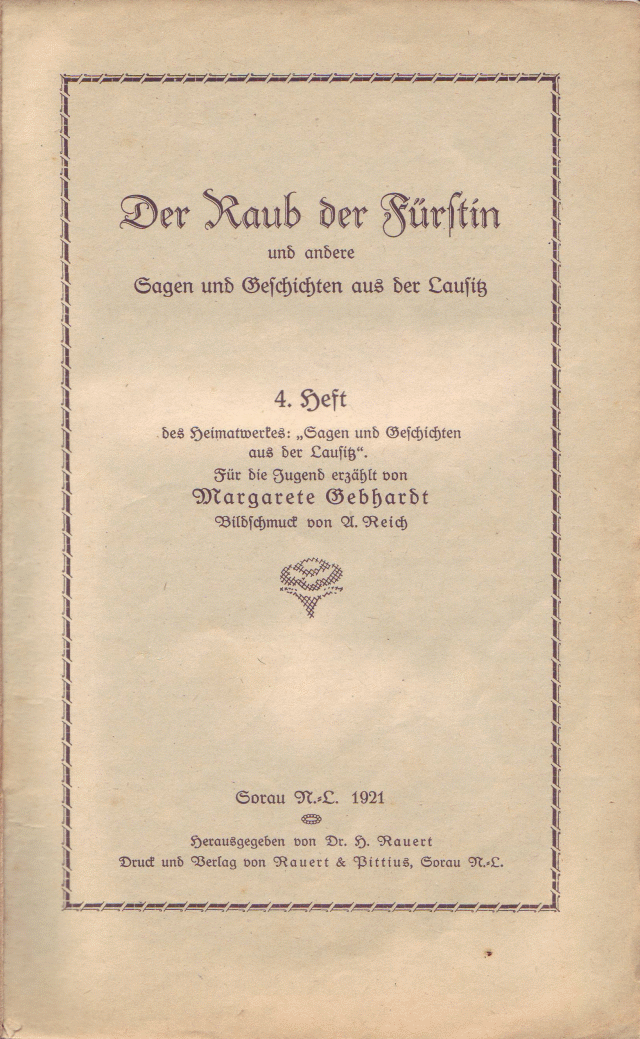 Der Raub der Fürstin
und andere
Sagen und Geschichten aus der Lausitz
4. Heft
des Heimatwerkes: „Sagen und Geschichten
aus der Lausitz“.
Für die Jugend erzählt von
Margarete Gebhardt
Bildschmuck von A. Reich
Sorau N.-L. 1921
Herausgegeben von Dr. H. Rauert
Druck und Verlag von Rauert & Pittius, Sorau N.-L.